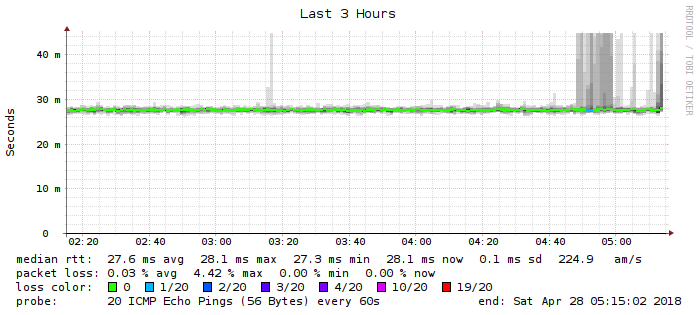 Last 3 Hours
RRDTOOL / TOBI OETIKER
Seconds
40 m
30 m
20 m
10 m
0
02:20 02:40 03:00 03:20 03:40 04:00 04:20 04:40 05:00
median rtt: 27.6 ms avg 28.1 ms max 27.3 ms min 28.1 ms now 0.1 ms sd 224.9 am/s
packet loss: 0.03 % avg 4.42 % max 0.00 % min 0.00 % now
loss color: 0 1/20 2/20 3/20 4/20 10/20 19/20
probe: 20 ICMP Echo Pings (56 Bytes) every 60s end: Sat Apr 28 05:15:02 2018